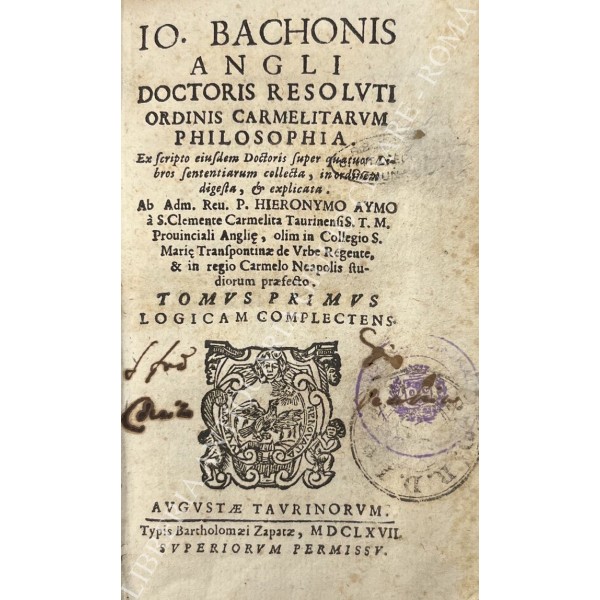 IO. BACHONIS
ANGLI
DOCTORIS RESOLVTI
ORDINIS CARMELITARVM
PHILOSOPHIA.
Ex scripto eiusdem Doctoris super quatuor Li-
bros sententiarum collecta, in ordinem
digesta, & explicata.
Ab Adm. Reu. P. HIERONYMO AYMO
à S. Clemente Carmelita Taurinensi S. T. M.
Prouinciali Anglię, olim in Collegio S.
Marię Transpontinæ de Vrbe Regente,
& in regio Carmelo Neapolis stu-
diorum præfecto.
TOMVS PRIMVS
LOGICAM COMPLECTENS.
AVGVSTÆ TAVRINORVM.
Typis Bartholomæi Zapatæ, MDCLXVII.
SVPERIORVM PERMISSV.